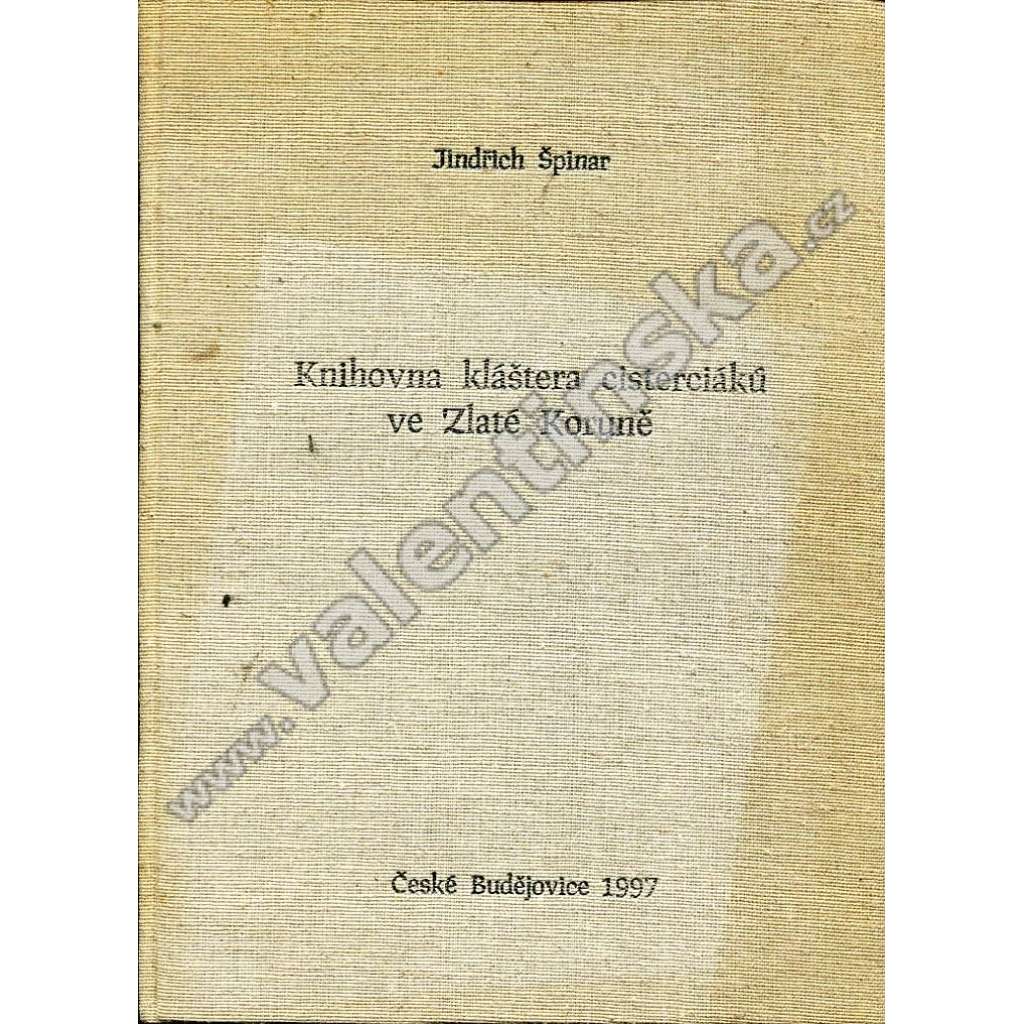 Jindřich Špinar
Knihovna kláštera cisterciáků
ve Zlaté Koruně
www.valentinska.cz
České Budějovice 1997